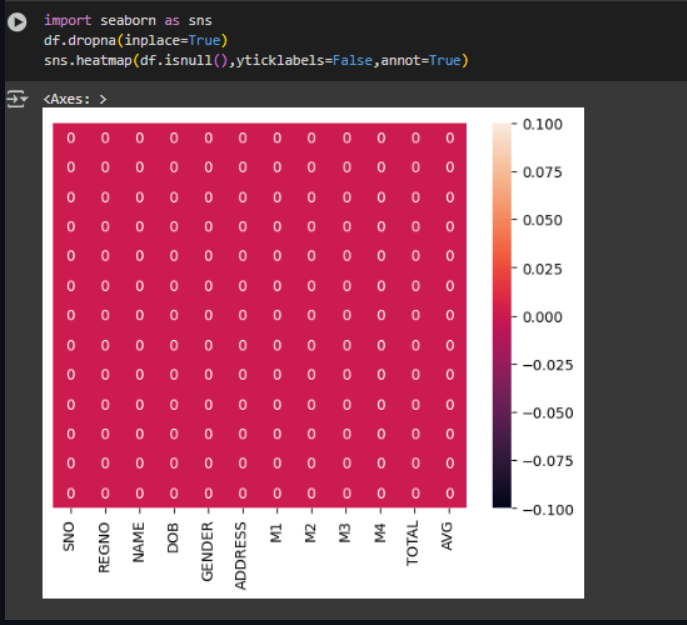 import seaborn as sns
df.dropna(inplace=True)
sns.heatmap(df.isnull(),yticklabels=False,annot=True)
<Axes: >
0 0 0 0 0 0 0 0 0 0 0 0
0 0 0 0 0 0 0 0 0 0 0 0
0 0 0 0 0 0 0 0 0 0 0 0
0 0 0 0 0 0 0 0 0 0 0 0
0 0 0 0 0 0 0 0 0 0 0 0
0 0 0 0 0 0 0 0 0 0 0 0
0 0 0 0 0 0 0 0 0 0 0 0
0 0 0 0 0 0 0 0 0 0 0 0
0 0 0 0 0 0 0 0 0 0 0 0
0 0 0 0 0 0 0 0 0 0 0 0
0 0 0 0 0 0 0 0 0 0 0 0
0 0 0 0 0 0 0 0 0 0 0 0
0 0 0 0 0 0 0 0 0 0 0 0
SNO REGNO NAME DOB GENDER ADDRESS M1 M2 M3 M4 TOTAL AVG
0.100
0.075
0.050
0.025
0.000
−0.025
−0.050
−0.075
−0.100